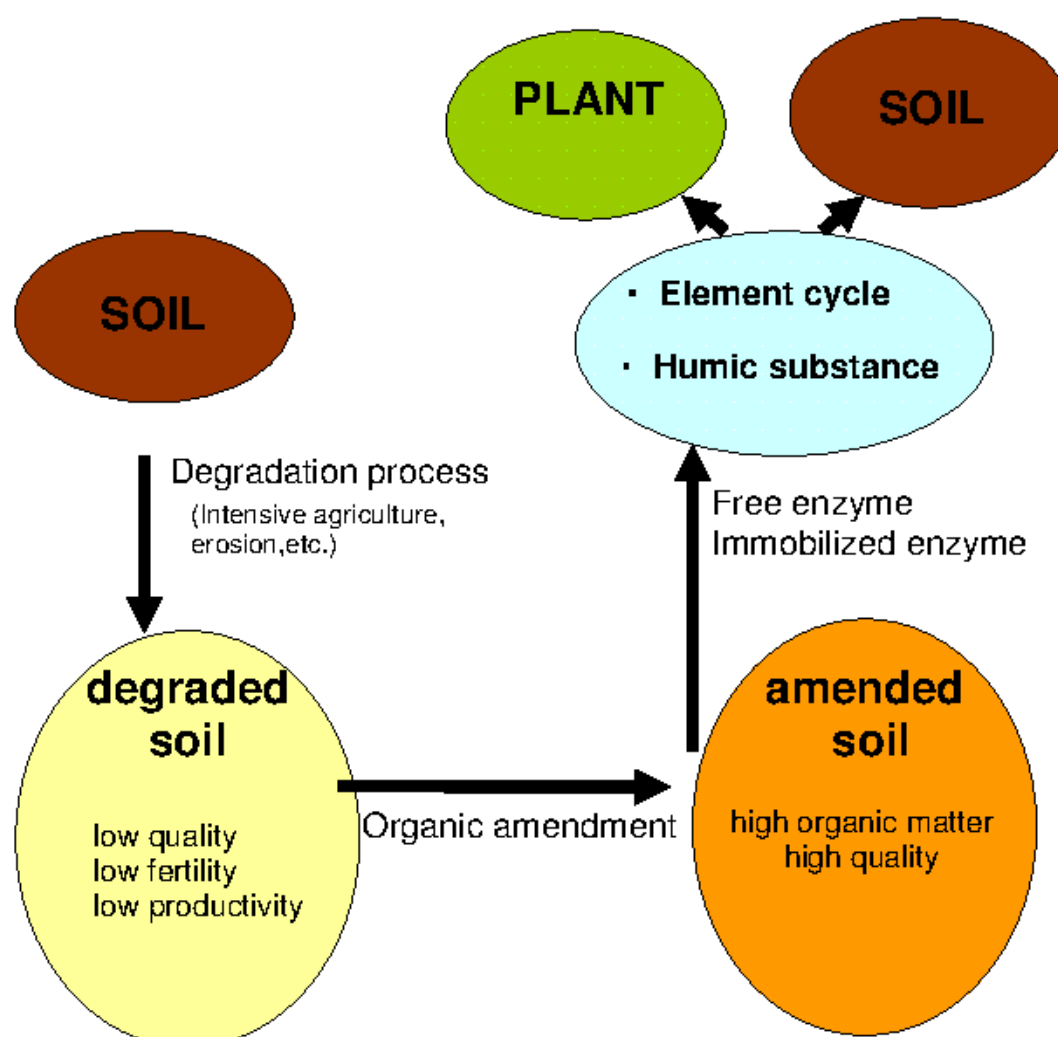 PLANT
SOIL
SOIL
· Element cycle
· Humic substance
Degradation process
(Intensive agriculture,
erosion,etc.)
Free enzyme
Immobilized enzyme
degraded
soil
low quality
low fertility
low productivity
Organic amendment
amended
soil
high organic matter
high quality